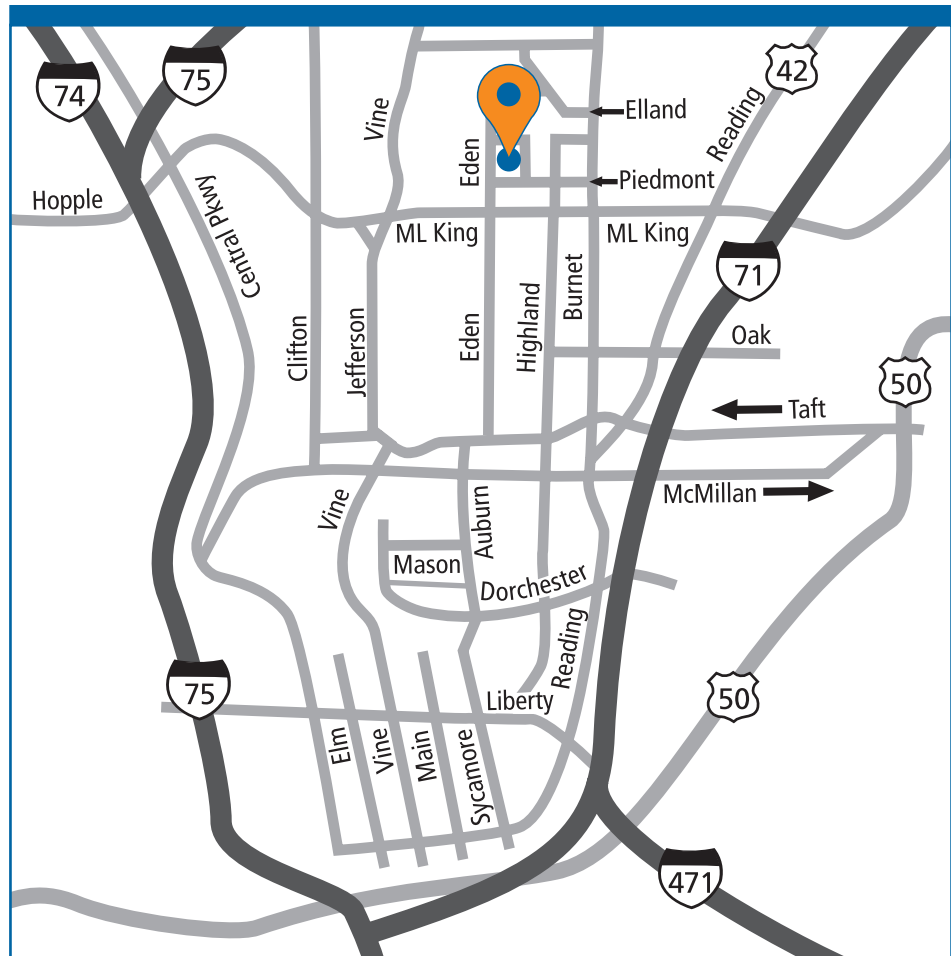 74
75
42
Vine
Elland
Reading
Eden
Piedmont
Hopple
Central Pkwy
ML King
ML King
71
Burnet
Highland
Clifton
Jefferson
Eden
Oak
50
Taft
McMillan
Vine
Auburn
Mason
Dorchester
Reading
75
Liberty
50
Elm
Vine
Main
Sycamore
471